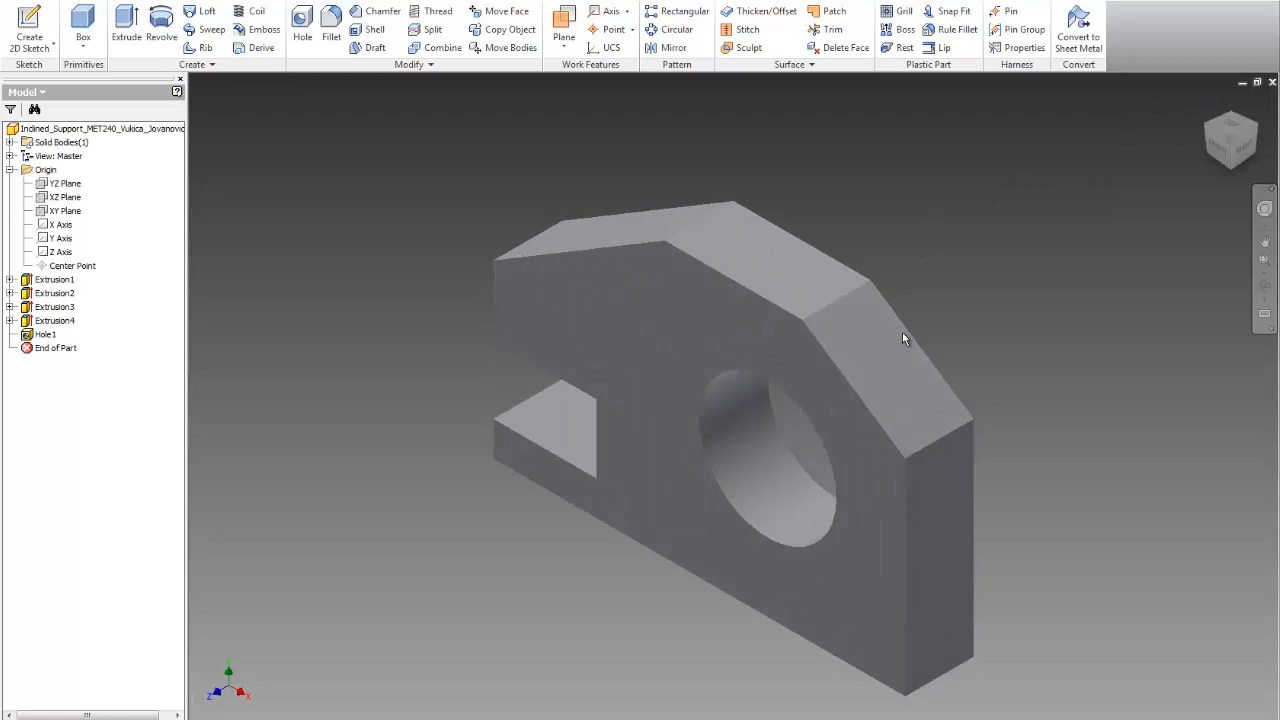 Create
2D Sketch
Sketch
Box
Primitives
Extrude
Revolve
Loft
Sweep
Rib
Coil
Emboss
Derive
Create
Hole
Fillet
Chamfer
Shell
Draft
Thread
Split
Combine
Move Face
Copy Object
Move Bodies
Modify
Plane
Axis
Point
UCS
Work Features
Rectangular
Circular
Mirror
Pattern
Thicken/Offset
Stitch
Sculpt
Patch
Trim
Delete Face
Surface
Grill
Boss
Rest
Snap Fit
Rule Fillet
Lip
Plastic Part
Pin
Pin Group
Properties
Harness
Convert to
Sheet Metal
Convert
Model
Inclined_Support_MET240_Vukica_Jovanovic
Solid Bodies(1)
View: Master
Origin
YZ Plane
XZ Plane
XY Plane
X Axis
Y Axis
Z Axis
Center Point
Extrusion1
Extrusion2
Extrusion3
Extrusion4
Hole1
End of Part
Z
X